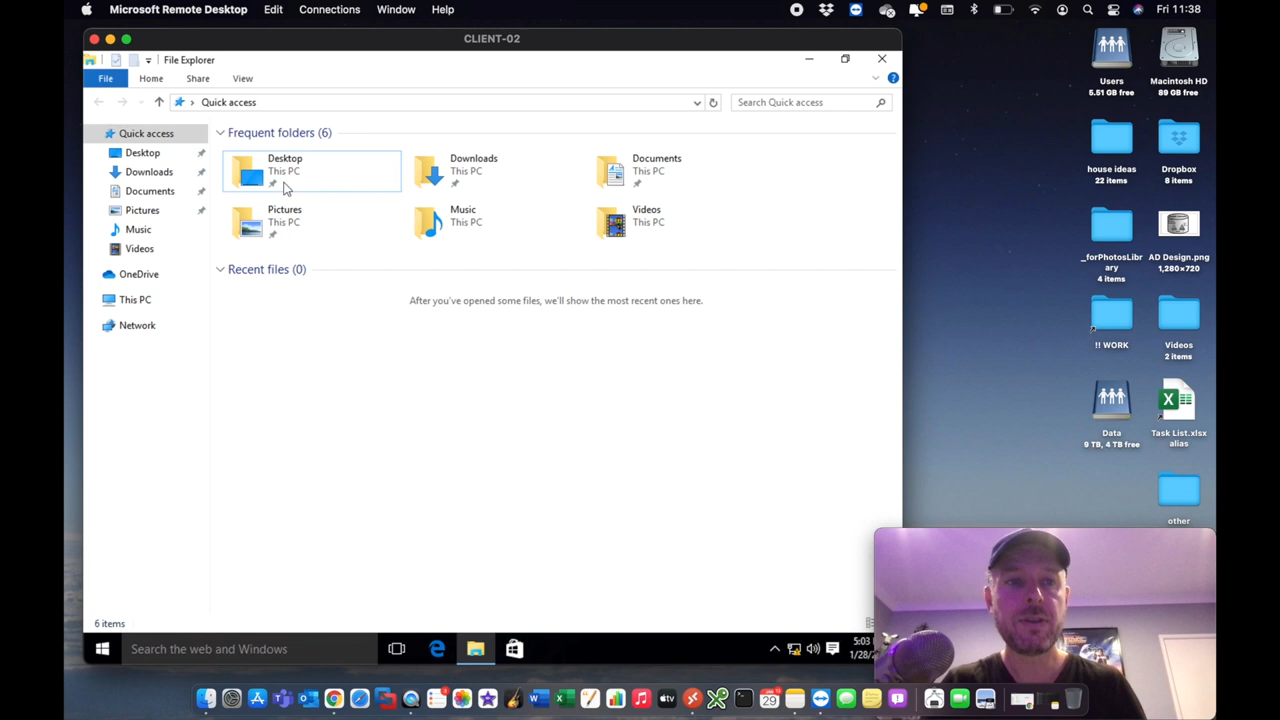 Microsoft Remote Desktop Edit Connections Window Help Fri 11:38
CLIENT-02
File Explorer
File Home Share View
Quick access
Search Quick access
Quick access
Desktop
Downloads
Documents
Pictures
Music
Videos
OneDrive
This PC
Network
Frequent folders (6)
Desktop
This PC
Downloads
This PC
Documents
This PC
Pictures
This PC
Music
This PC
Videos
This PC
Recent files (0)
After you've opened some files, we'll show the most recent ones here.
6 items
Search the web and Windows
5:03
1/28/2
Users
5.51 GB free
Macintosh HD
89 GB free
house ideas
22 items
Dropbox
8 items
_forPhotosLibr
ary
4 items
AD Design.png
1,280×720
!! WORK
Videos
2 items
Data
9 TB, 4 TB free
Task List.xlsx
alias
other
29